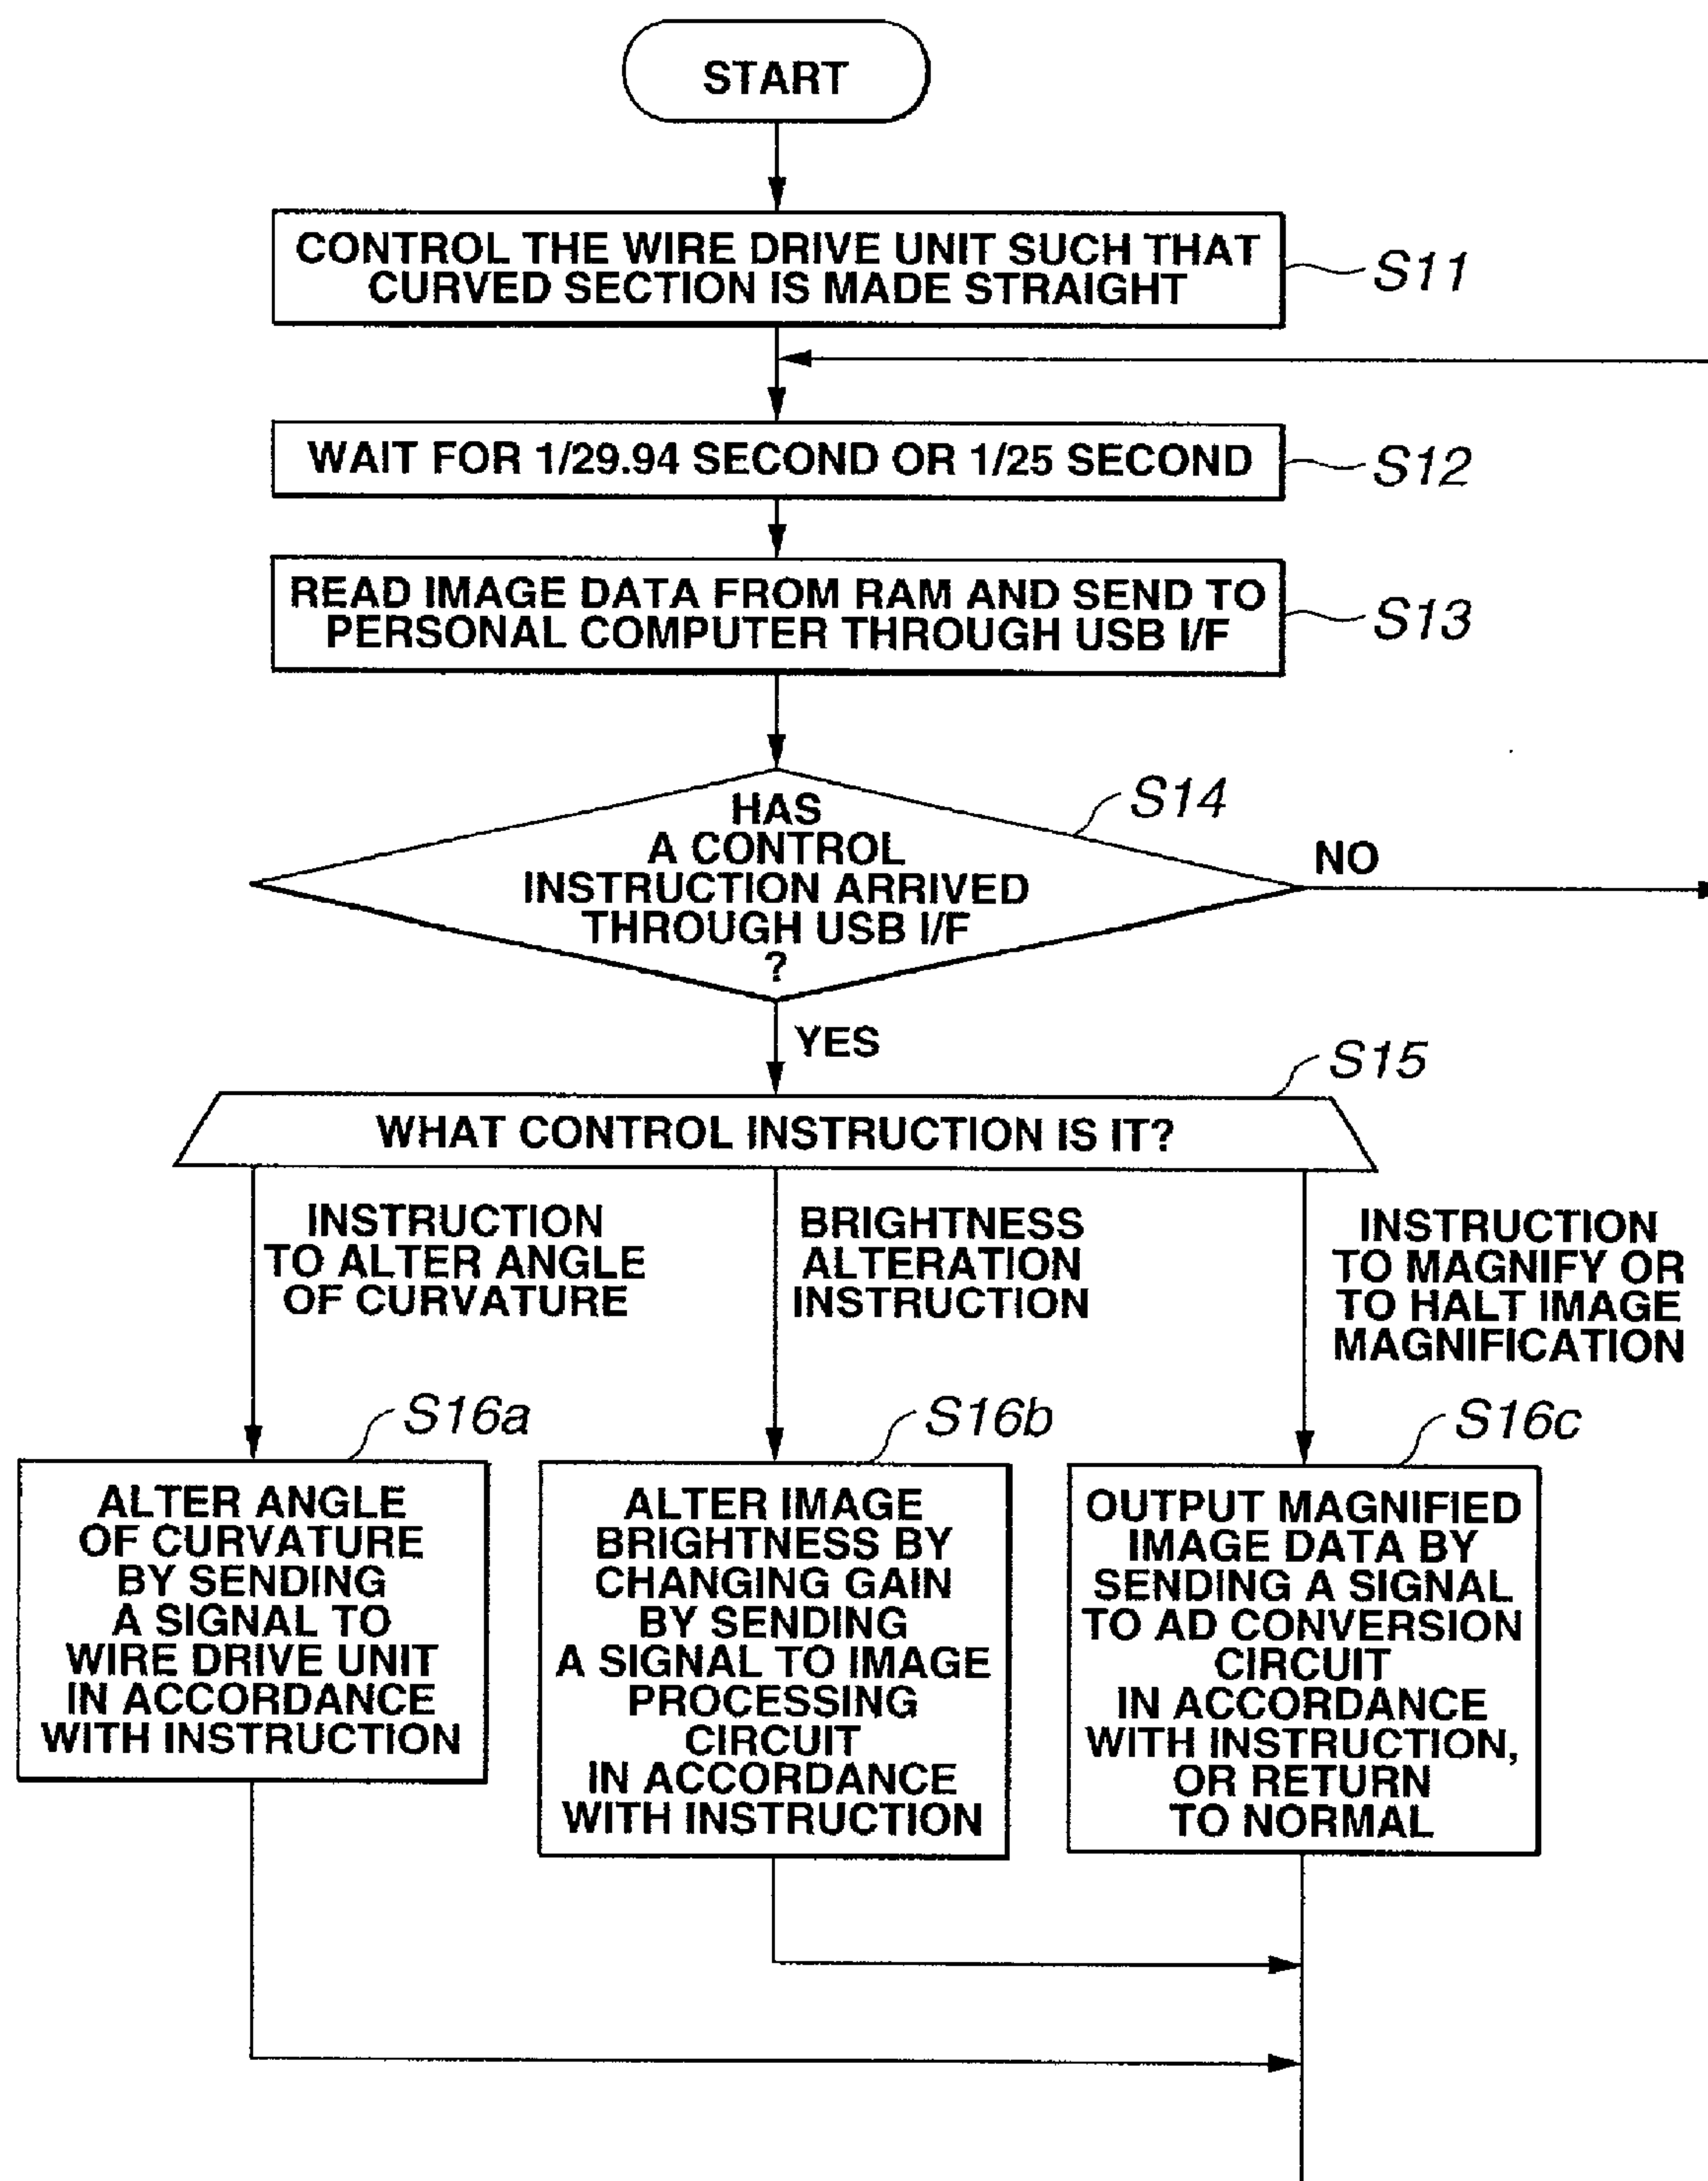 START
CONTROL THE WIRE DRIVE UNIT SUCH THAT
CURVED SECTION IS MADE STRAIGHT
S11
WAIT FOR 1/29.94 SECOND OR 1/25 SECOND
S12
READ IMAGE DATA FROM RAM AND SEND TO
PERSONAL COMPUTER THROUGH USB I/F
S13
HAS
A CONTROL
INSTRUCTION ARRIVED
THROUGH USB I/F
?
S14
NO
YES
S15
WHAT CONTROL INSTRUCTION IS IT?
INSTRUCTION
TO ALTER ANGLE
OF CURVATURE
BRIGHTNESS
ALTERATION
INSTRUCTION
INSTRUCTION
TO MAGNIFY OR
TO HALT IMAGE
MAGNIFICATION
S16a
ALTER ANGLE
OF CURVATURE
BY SENDING
A SIGNAL TO
WIRE DRIVE UNIT
IN ACCORDANCE
WITH INSTRUCTION
S16b
ALTER IMAGE
BRIGHTNESS BY
CHANGING GAIN
BY SENDING
A SIGNAL TO IMAGE
PROCESSING
CIRCUIT
IN ACCORDANCE
WITH INSTRUCTION
S16c
OUTPUT MAGNIFIED
IMAGE DATA BY
SENDING A SIGNAL
TO AD CONVERSION
CIRCUIT
IN ACCORDANCE
WITH INSTRUCTION,
OR RETURN
TO NORMAL